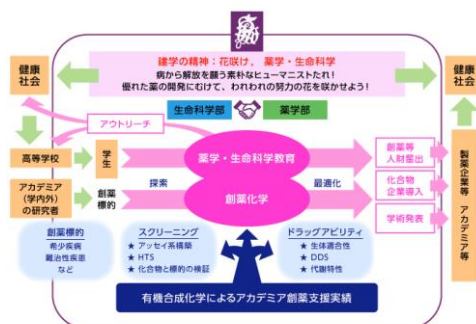 建学の精神：花咲け，薬学・生命科学
病から解放を願う素朴なヒューマニストたれ！
優れた薬の開発にむけて、われわれの努力の花を咲かせよう！
健康
社会
健康
社会
生命科学部
薬学部
アウトリーチ
高等学校
学生
薬学・生命科学教育
創薬等
人財輩出
アカデミア
（学内外）
の研究者
創薬
標的
探索
創薬化学
最適化
化合物
企業導入
学術発表
製薬企業等
アカデミア等
創薬標的
希少疾病
難治性疾患
など
スクリーニング
★ アッセイ系構築
★ HTS
★ 化合物と標的の検証
ドラッグアビリティ
★ 生体適合性
★ DDS
★ 代謝特性
有機合成化学によるアカデミア創薬支援実績